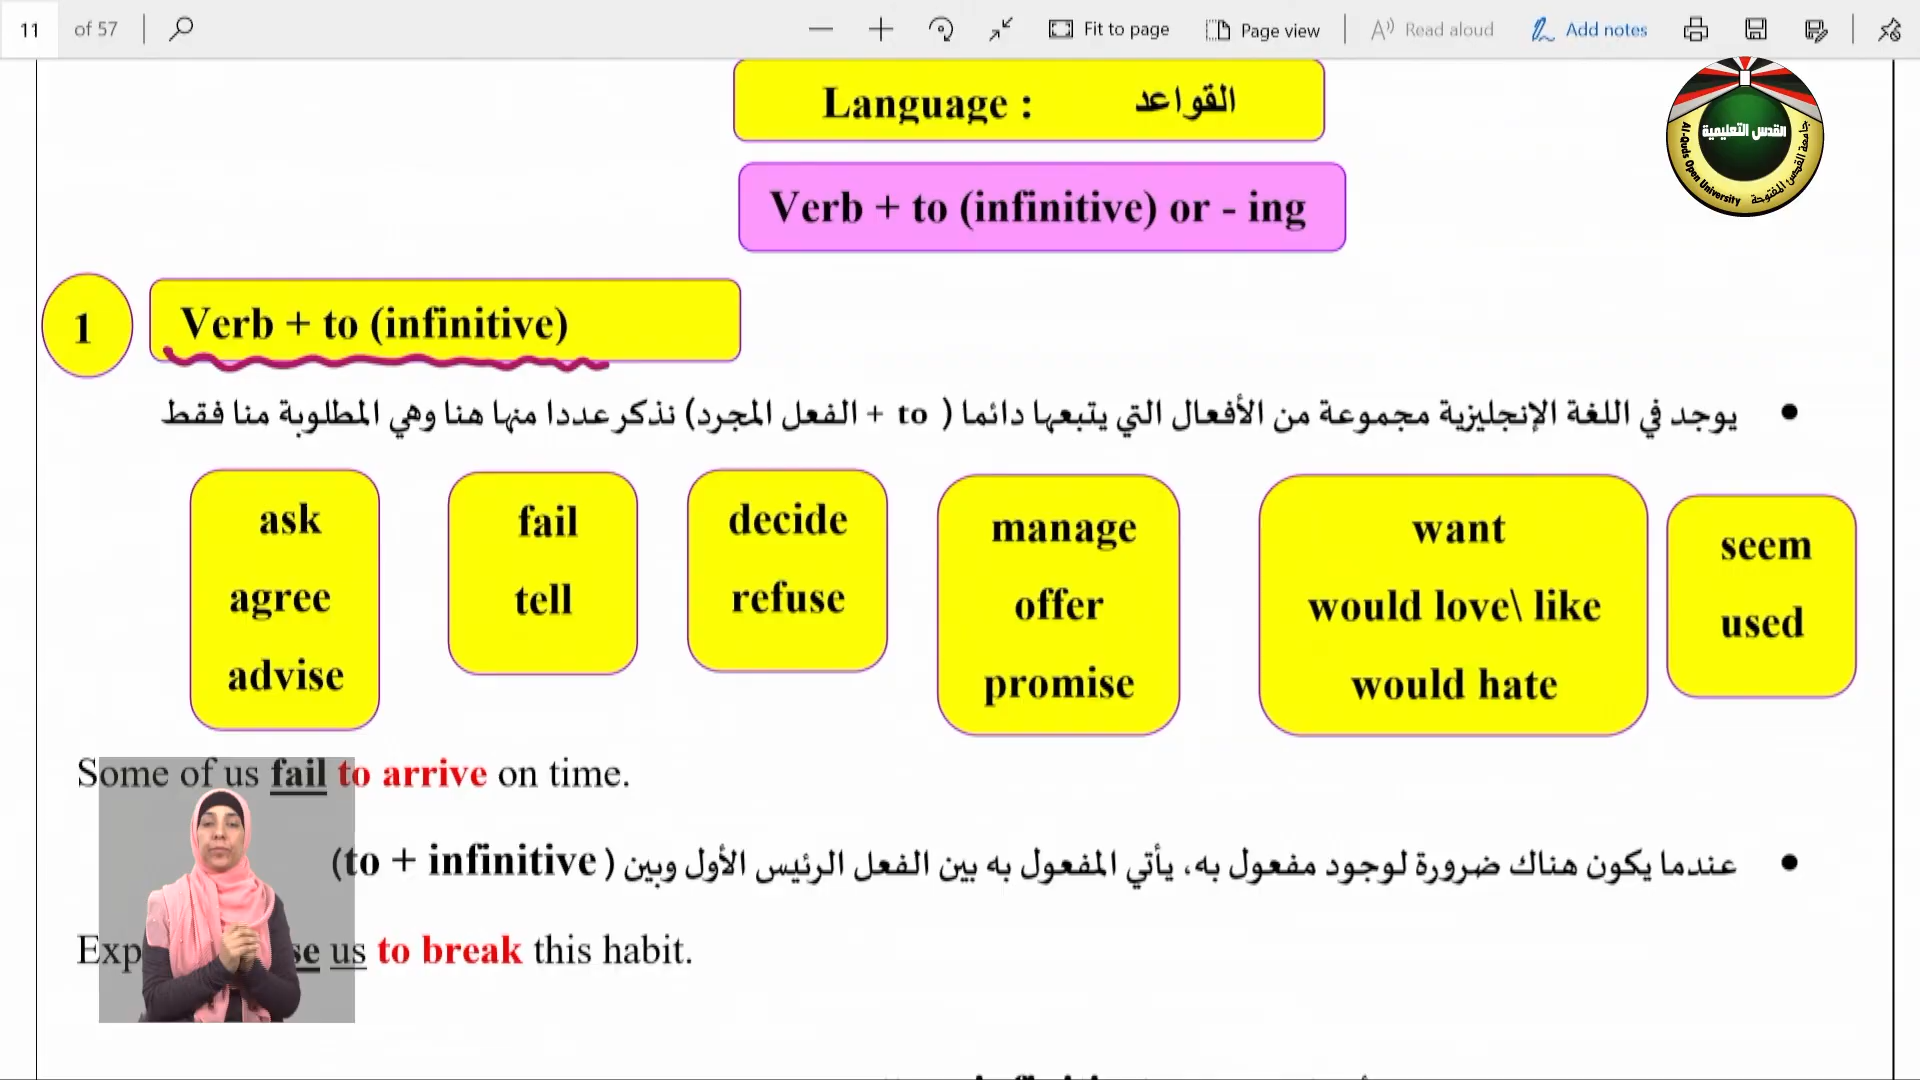 11 of 57
Fit to page
Page view
Read aloud
Add notes
Language : القواعد
القدس التعليمية
Al-Quds Open University جامعة القدس المفتوحة
Verb + to (infinitive) or - ing
1
Verb + to (infinitive)
• يوجد في اللغة الإنجليزية مجموعة من الأفعال التي يتبعها دائما ( to + الفعل المجرد) نذكر عددا منها هنا وهي المطلوبة منا فقط
ask
agree
advise
fail
tell
decide
refuse
manage
offer
promise
want
would love\ like
would hate
seem
used
Some of us fail to arrive on time.
• عندما يكون هناك ضرورة لوجود مفعول به، يأتي المفعول به بين الفعل الرئيس الأول وبين ( to + infinitive)
us to break this habit.